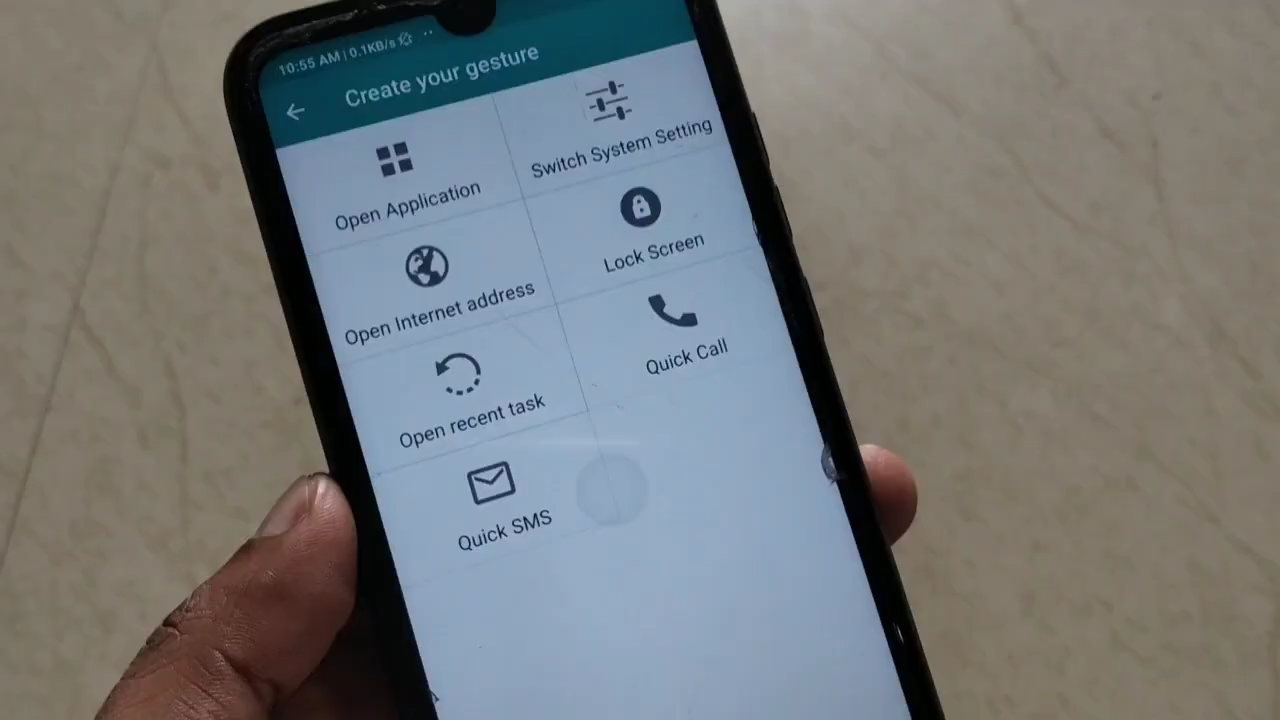 10:55 AM | 0.1KB/s
Create your gesture
Open Application
Switch System Setting
Open Internet address
Lock Screen
Open recent task
Quick Call
Quick SMS